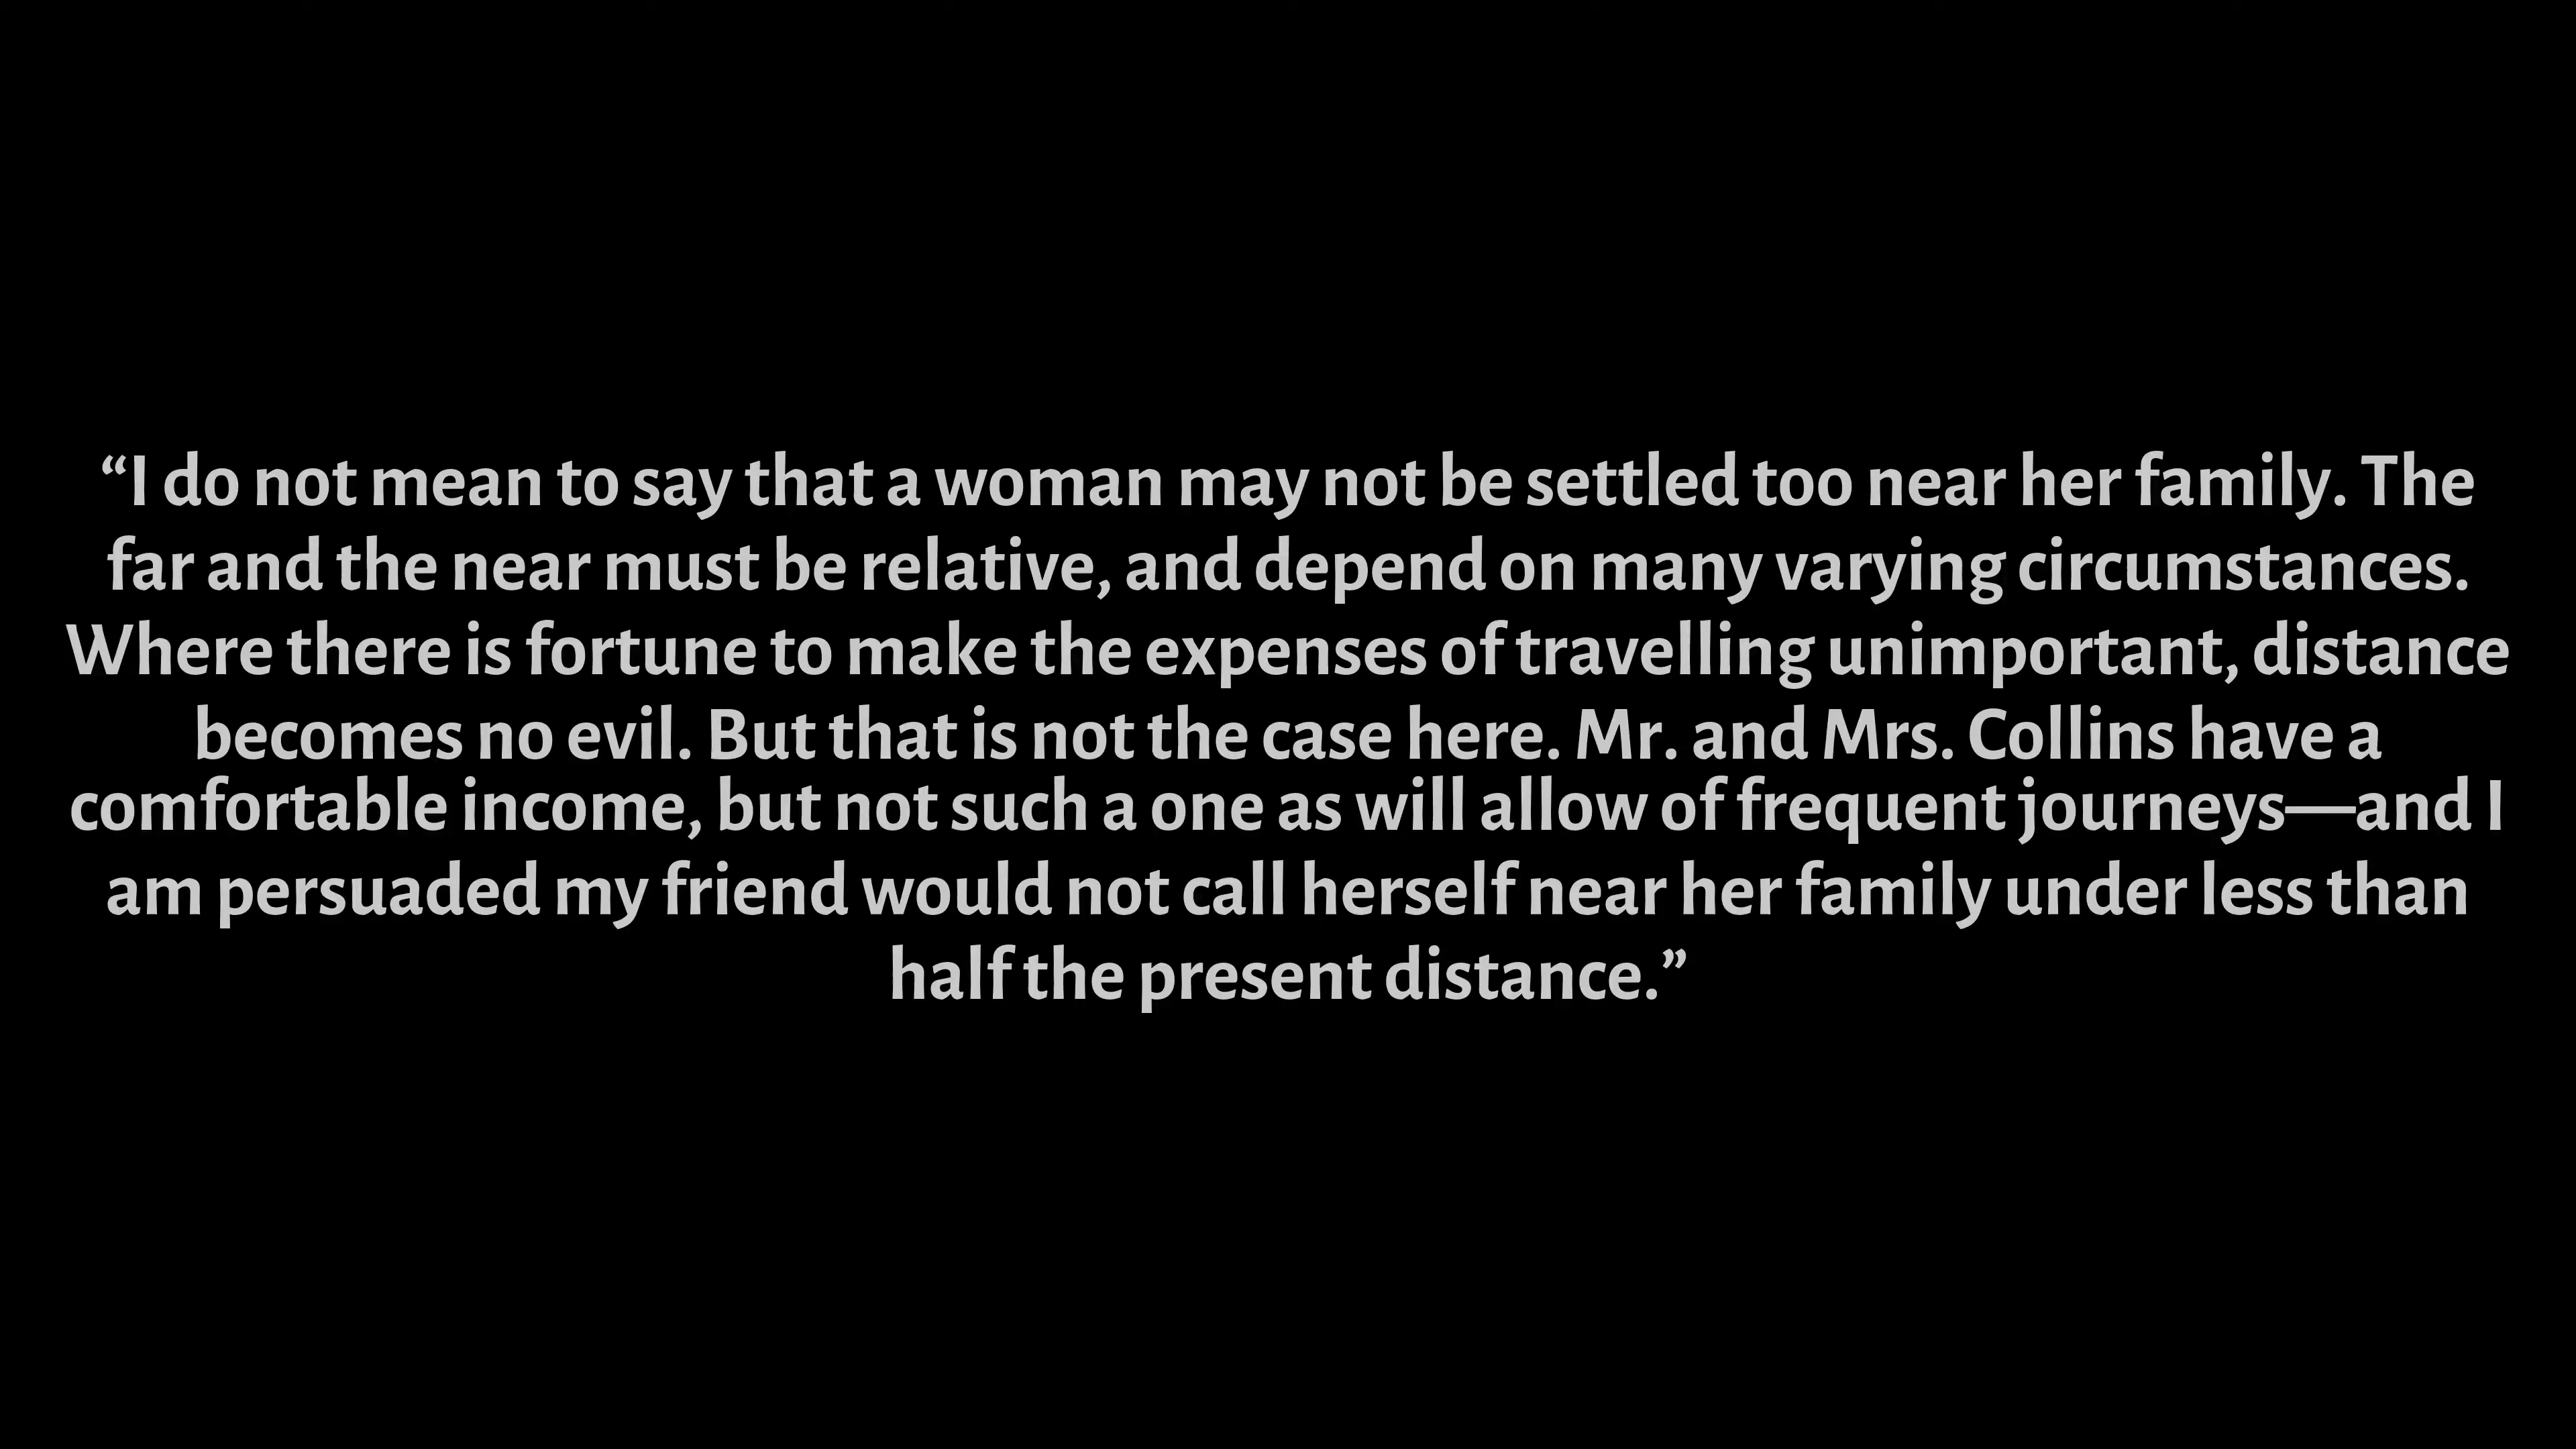 “I do not mean to say that a woman may not be settled too near her family. The
far and the near must be relative, and depend on many varying circumstances.
Where there is fortune to make the expenses of travelling unimportant, distance
becomes no evil. But that is not the case here. Mr. and Mrs. Collins have a
comfortable income, but not such a one as will allow of frequent journeys—and I
am persuaded my friend would not call herself near her family under less than
half the present distance.”